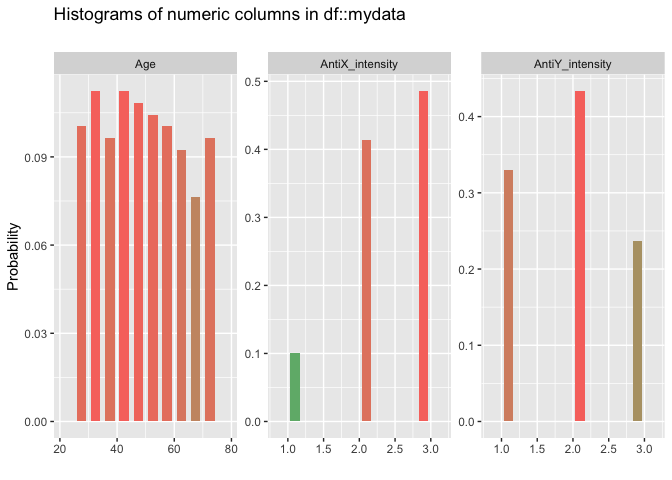 Histograms of numeric columns in df::mydata
Age
AntiX_intensity
AntiY_intensity
Probability
0.09
0.06
0.03
0.00
20 40 60 80
0.5
0.4
0.3
0.2
0.1
0.0
1.0 1.5 2.0 2.5 3.0
0.4
0.3
0.2
0.1
0.0
1.0 1.5 2.0 2.5 3.0